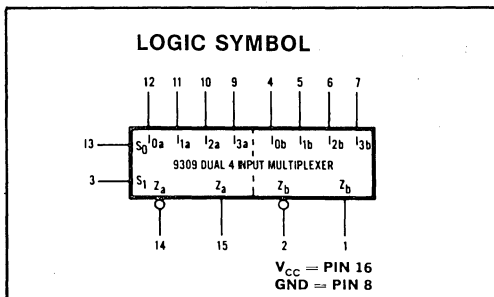 LOGIC SYMBOL
12 11 10 9 4 5 6 7
13 S0 I0a I1a I2a I3a I0b I1b I2b I3b
9309 DUAL 4 INPUT MULTIPLEXER
3 S1 Za Za Zb Zb
14 15 2 1
VCC = PIN 16
GND = PIN 8